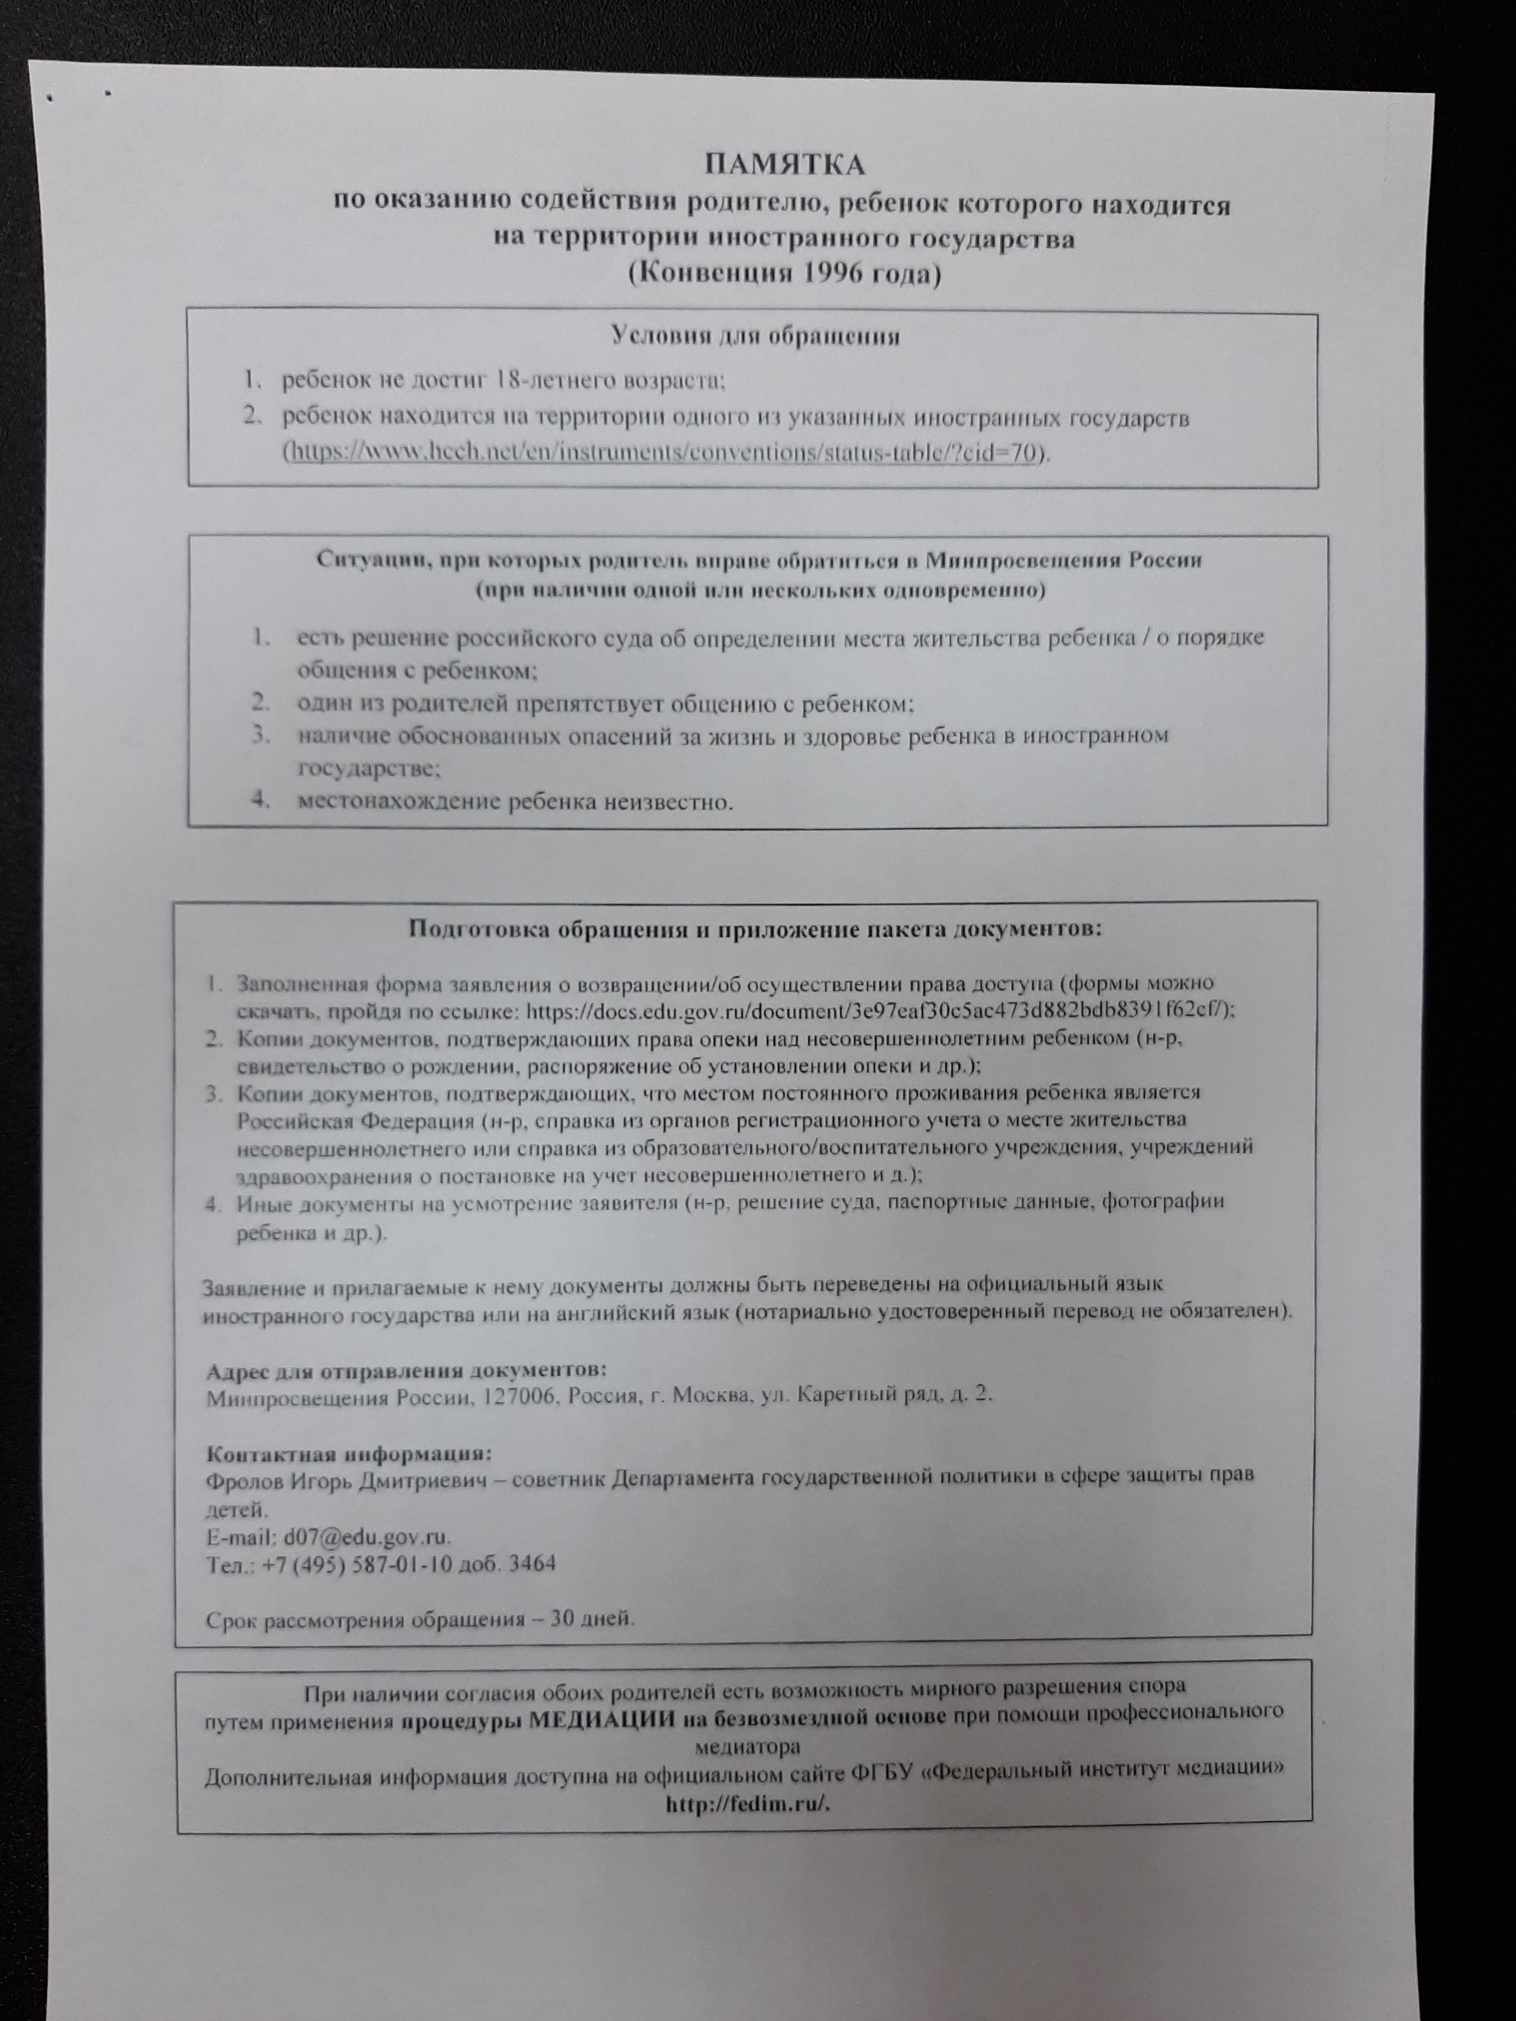 ПАМЯТКА
по оказанию содействия родителю, ребенок которого находится
на территории иностранного государства
(Конвенция 1996 года)
Условия для обращения
1. ребенок не достиг 18-летнего возраста;
2. ребенок находится на территории одного из указанных иностранных государств
(https://www.hcch.net/en/instruments/conventions/status-table/?cid=70).
Ситуации, при которых родитель вправе обратиться в Минпросвещения России
(при наличии одной или нескольких одновременно)
1. есть решение российского суда об определении места жительства ребенка / о порядке
общения с ребенком;
2. один из родителей препятствует общению с ребенком;
3. наличие обоснованных опасений за жизнь и здоровье ребенка в иностранном
государстве;
4. местонахождение ребенка неизвестно.
Подготовка обращения и приложение пакета документов:
1. Заполненная форма заявления о возвращении/об осуществлении права доступа (формы можно
скачать, пройдя по ссылке: https://docs.edu.gov.ru/document/3e97eaf30c5ac473d882bdb8391f62cf/);
2. Копии документов, подтверждающих права опеки над несовершеннолетним ребенком (н-р,
свидетельство о рождении, распоряжение об установлении опеки и др.);
3. Копии документов, подтверждающих, что местом постоянного проживания ребенка является
Российская Федерация (н-р, справка из органов регистрационного учета о месте жительства
несовершеннолетнего или справка из образовательного/воспитательного учреждения, учреждений
здравоохранения о постановке на учет несовершеннолетнего и д.);
4. Иные документы на усмотрение заявителя (н-р, решение суда, паспортные данные, фотографии
ребенка и др.).
Заявление и прилагаемые к нему документы должны быть переведены на официальный язык
иностранного государства или на английский язык (нотариально удостоверенный перевод не обязателен).
Адрес для отправления документов:
Минпросвещения России, 127006, Россия, г. Москва, ул. Каретный ряд, д. 2.
Контактная информация:
Фролов Игорь Дмитриевич – советник Департамента государственной политики в сфере защиты прав
детей.
E-mail: d07@edu.gov.ru.
Тел.: +7 (495) 587-01-10 доб. 3464
Срок рассмотрения обращения – 30 дней.
При наличии согласия обоих родителей есть возможность мирного разрешения спора
путем применения процедуры МЕДИАЦИИ на безвозмездной основе при помощи профессионального
медиатора
Дополнительная информация доступна на официальном сайте ФГБУ «Федеральный институт медиации»
http://fedim.ru/.